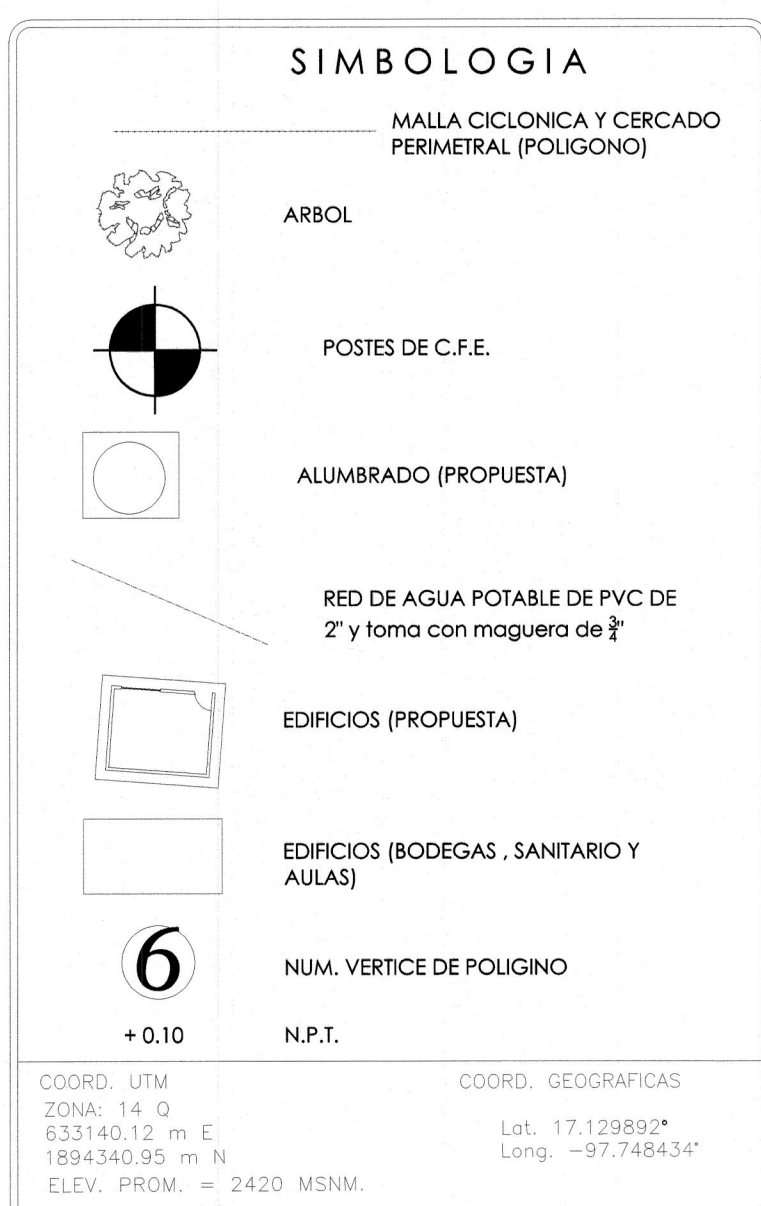 SIMBOLOGIA
MALLA CICLONICA Y CERCADO
PERIMETRAL (POLIGONO)
ARBOL
POSTES DE C.F.E.
ALUMBRADO (PROPUESTA)
RED DE AGUA POTABLE DE PVC DE
2" y toma con maguera de ¾"
EDIFICIOS (PROPUESTA)
EDIFICIOS (BODEGAS , SANITARIO Y
AULAS)
6 NUM. VERTICE DE POLIGINO
+ 0.10 N.P.T.
COORD. UTM
ZONA: 14 Q
633140.12 m E
1894340.95 m N
ELEV. PROM. = 2420 MSNM.
COORD. GEOGRAFICAS
Lat. 17.129892°
Long. -97.748434°